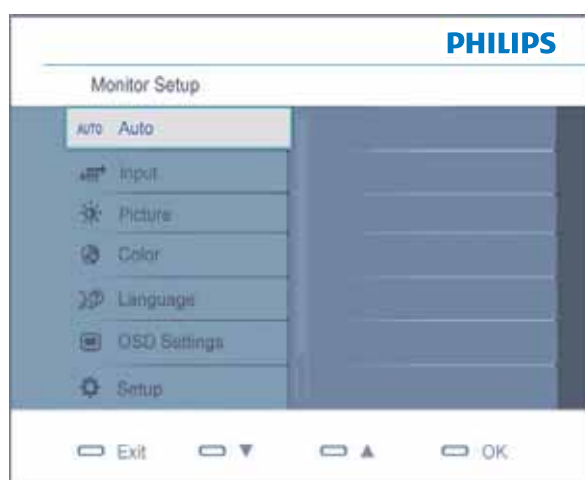 PHILIPS
Monitor Setup
AUTO Auto
Input
Picture
Color
Language
OSD Settings
Setup
Exit ▼ ▲ OK